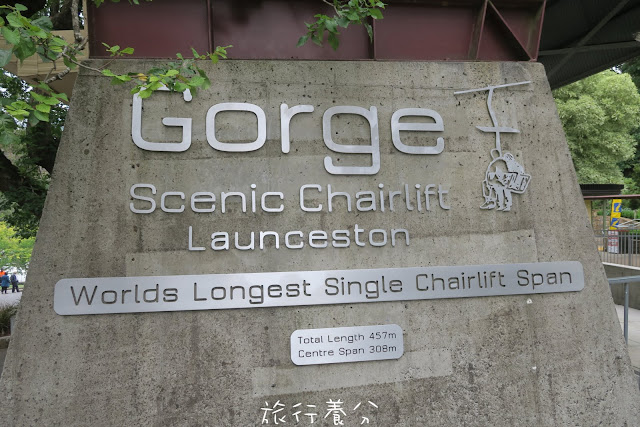 Gorge
Scenic Chairlift
Launceston
Worlds Longest Single Chairlift Span
Total Length 457m
Centre Span 308m
旅行養分